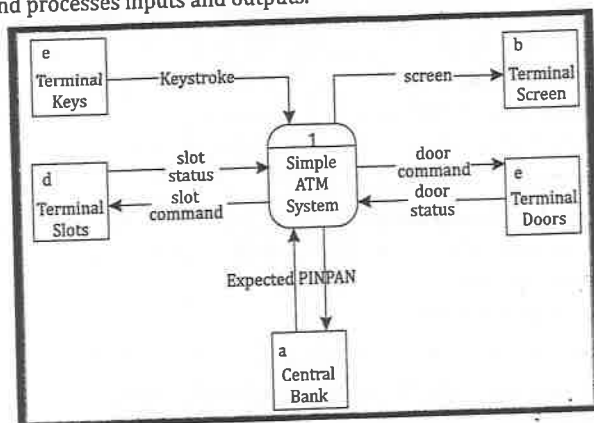 nd processes inputs and outputs.
e
Terminal
Keys
Keystroke
screen
b
Terminal
Screen
1
Simple
ATM
System
d
Terminal
Slots
slot
status
slot
command
door
command
door
status
e
Terminal
Doors
Expected PINPAN
a
Central
Bank